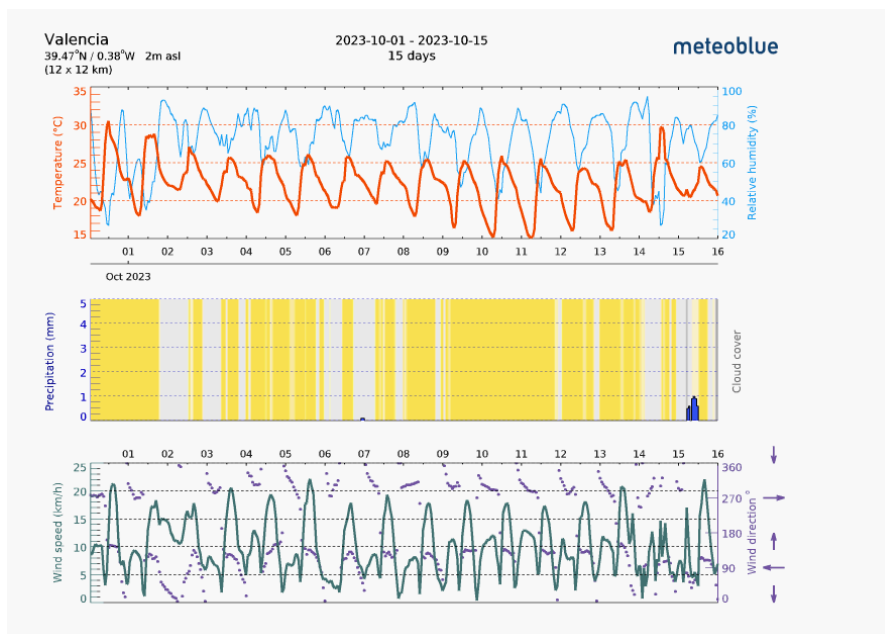 Valencia
39.47°N / 0.38°W 2m asl
(12 x 12 km)
2023-10-01 - 2023-10-15
15 days
meteoblue
Temperature (°C)
35
30
25
20
15
Relative humidity (%)
100
80
60
40
20
01 02 03 04 05 06 07 08 09 10 11 12 13 14 15 16
Oct 2023
Precipitation (mm)
5
4
3
2
1
0
Cloud cover
01 02 03 04 05 06 07 08 09 10 11 12 13 14 15 16
Wind speed (km/h)
25
20
15
10
5
0
Wind direction °
360
270
180
90
0